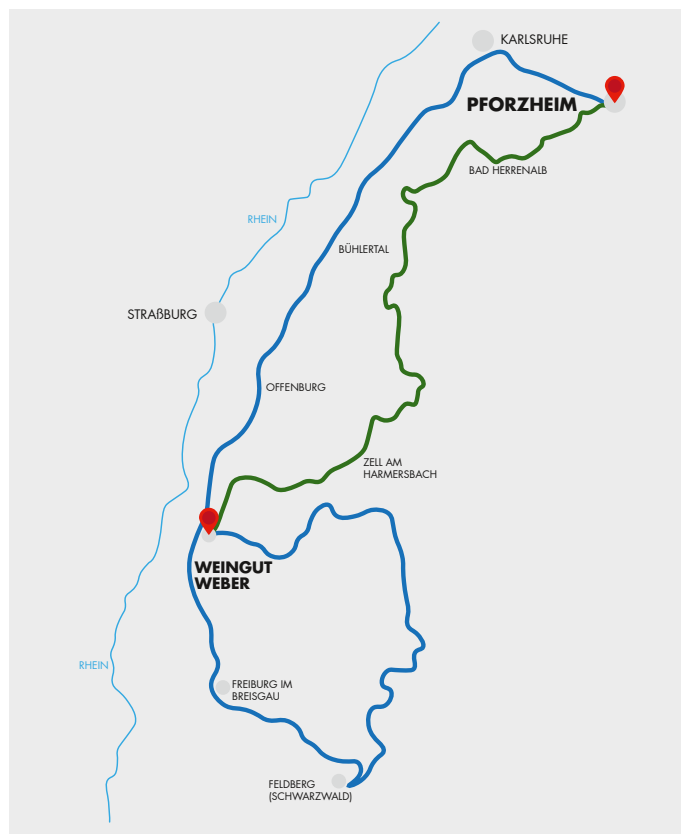 KARLSRUHE
PFORZHEIM
BAD HERRENALB
RHEIN
BÜHLERTAL
STRAßBURG
OFFENBURG
ZELL AM
HARMERSBACH
WEINGUT
WEBER
RHEIN
FREIBURG IM
BREISGAU
FELDBERG
(SCHWARZWALD)